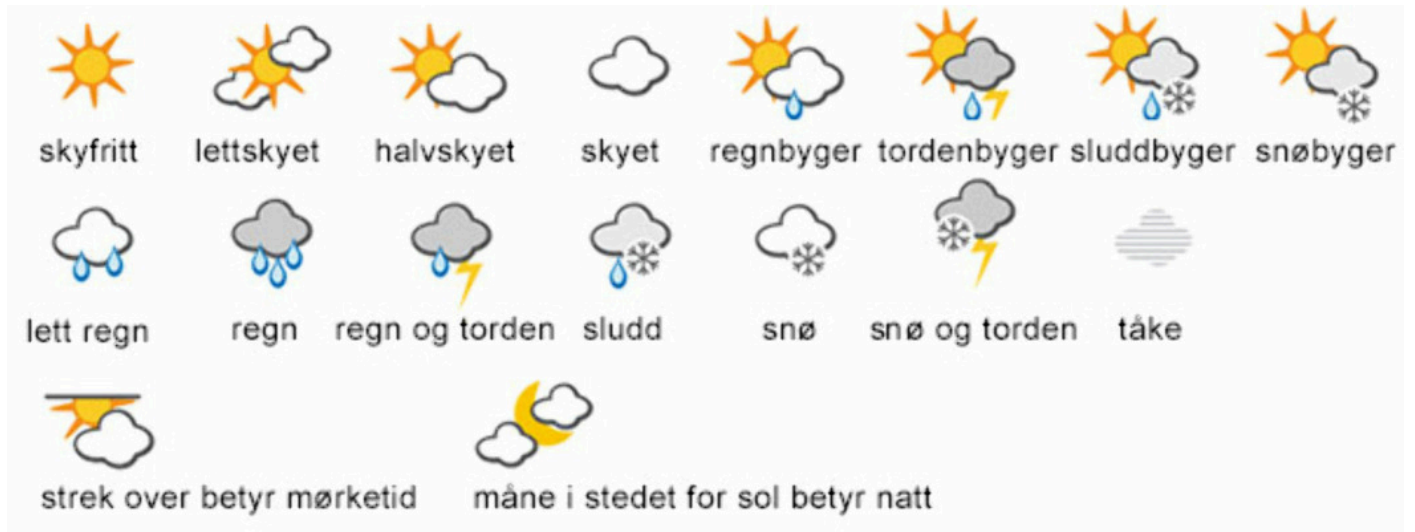 skyfritt lettskyet halvskyet skyet regnbyger tordenbyger sluddbyger snøbyger
lett regn regn regn og torden sludd snø snø og torden tåke
strek over betyr mørketid måne i stedet for sol betyr natt